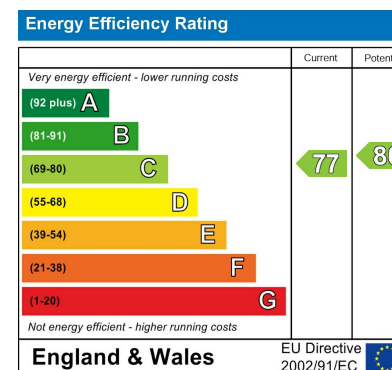 Energy Efficiency Rating
Current
Very energy efficient - lower running costs
(92 plus) A
(81-91) B
(69-80) C
77
(55-68) D
(39-54) E
(21-38) F
(1-20) G
Not energy efficient - higher running costs
England & Wales
EU Directive
2002/91/EC